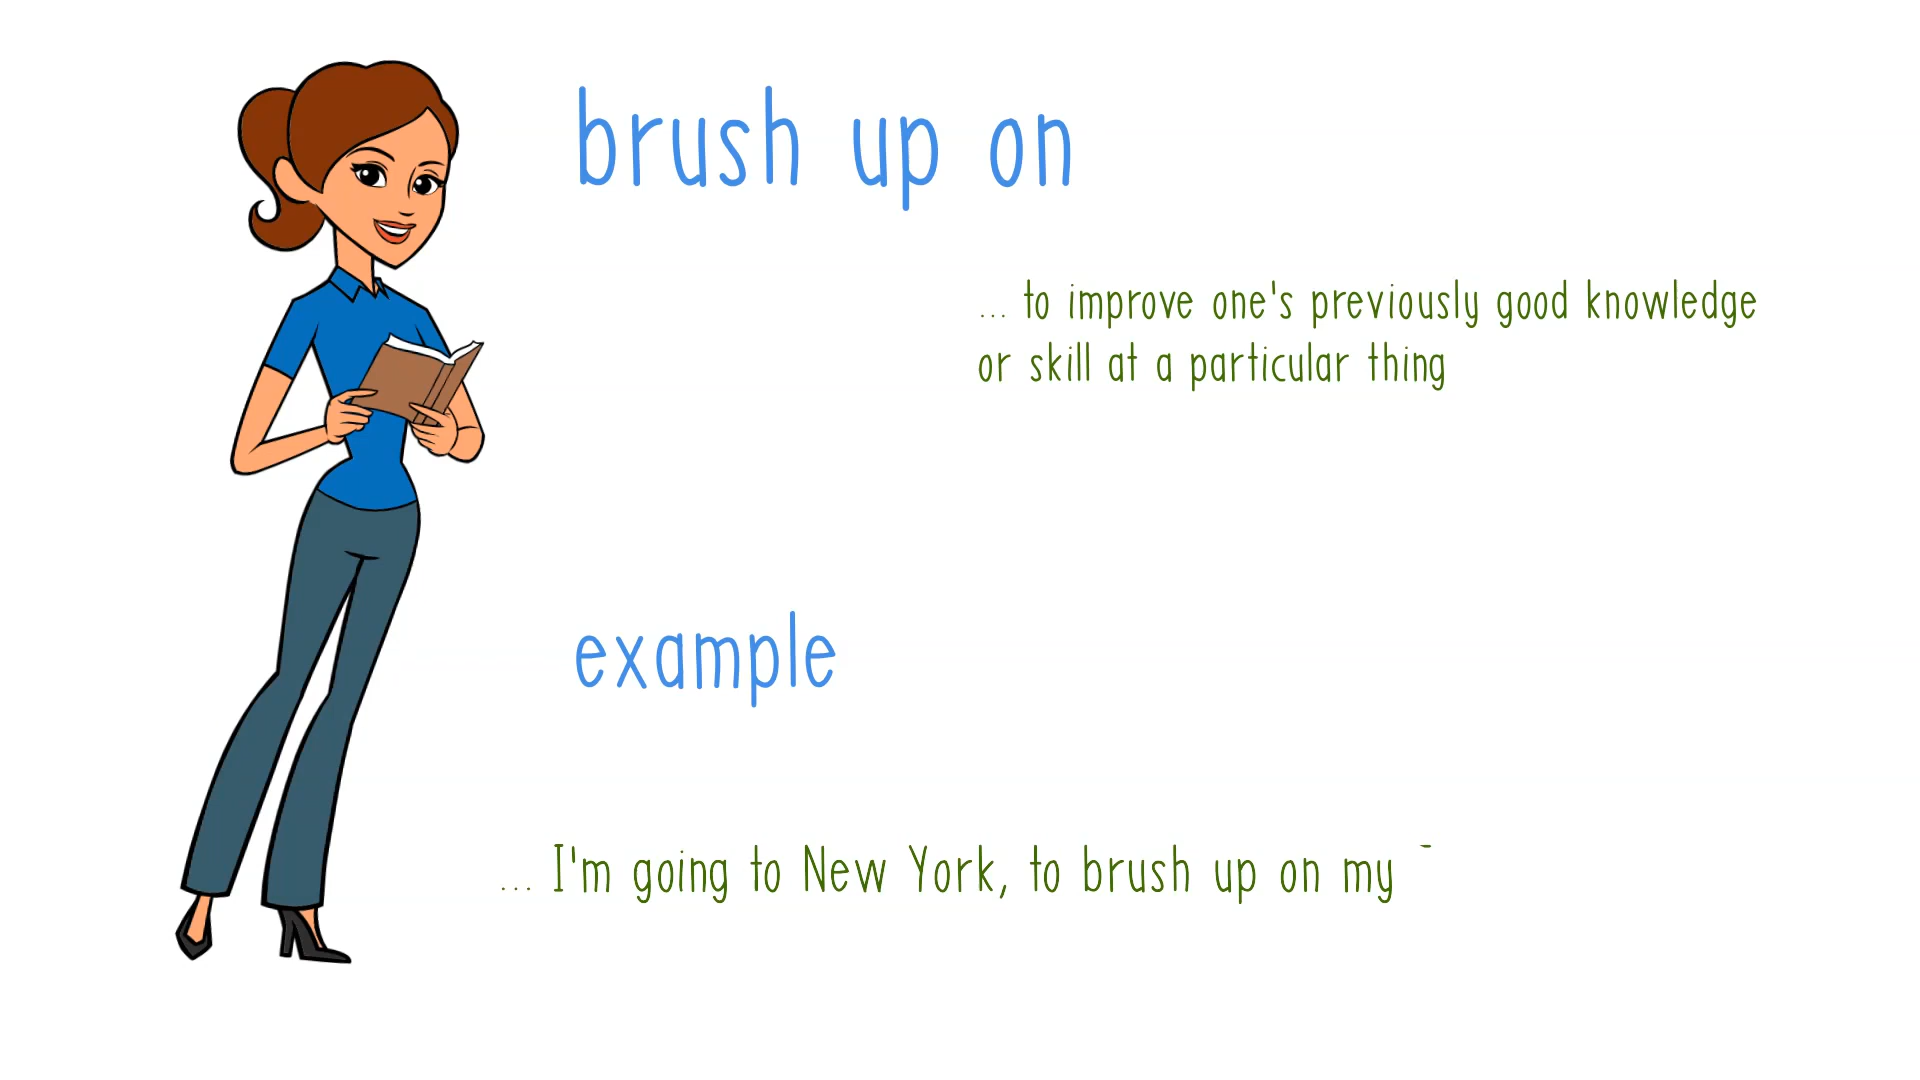 brush up on
... to improve one's previously good knowledge
or skill at a particular thing
example
... I'm going to New York, to brush up on my